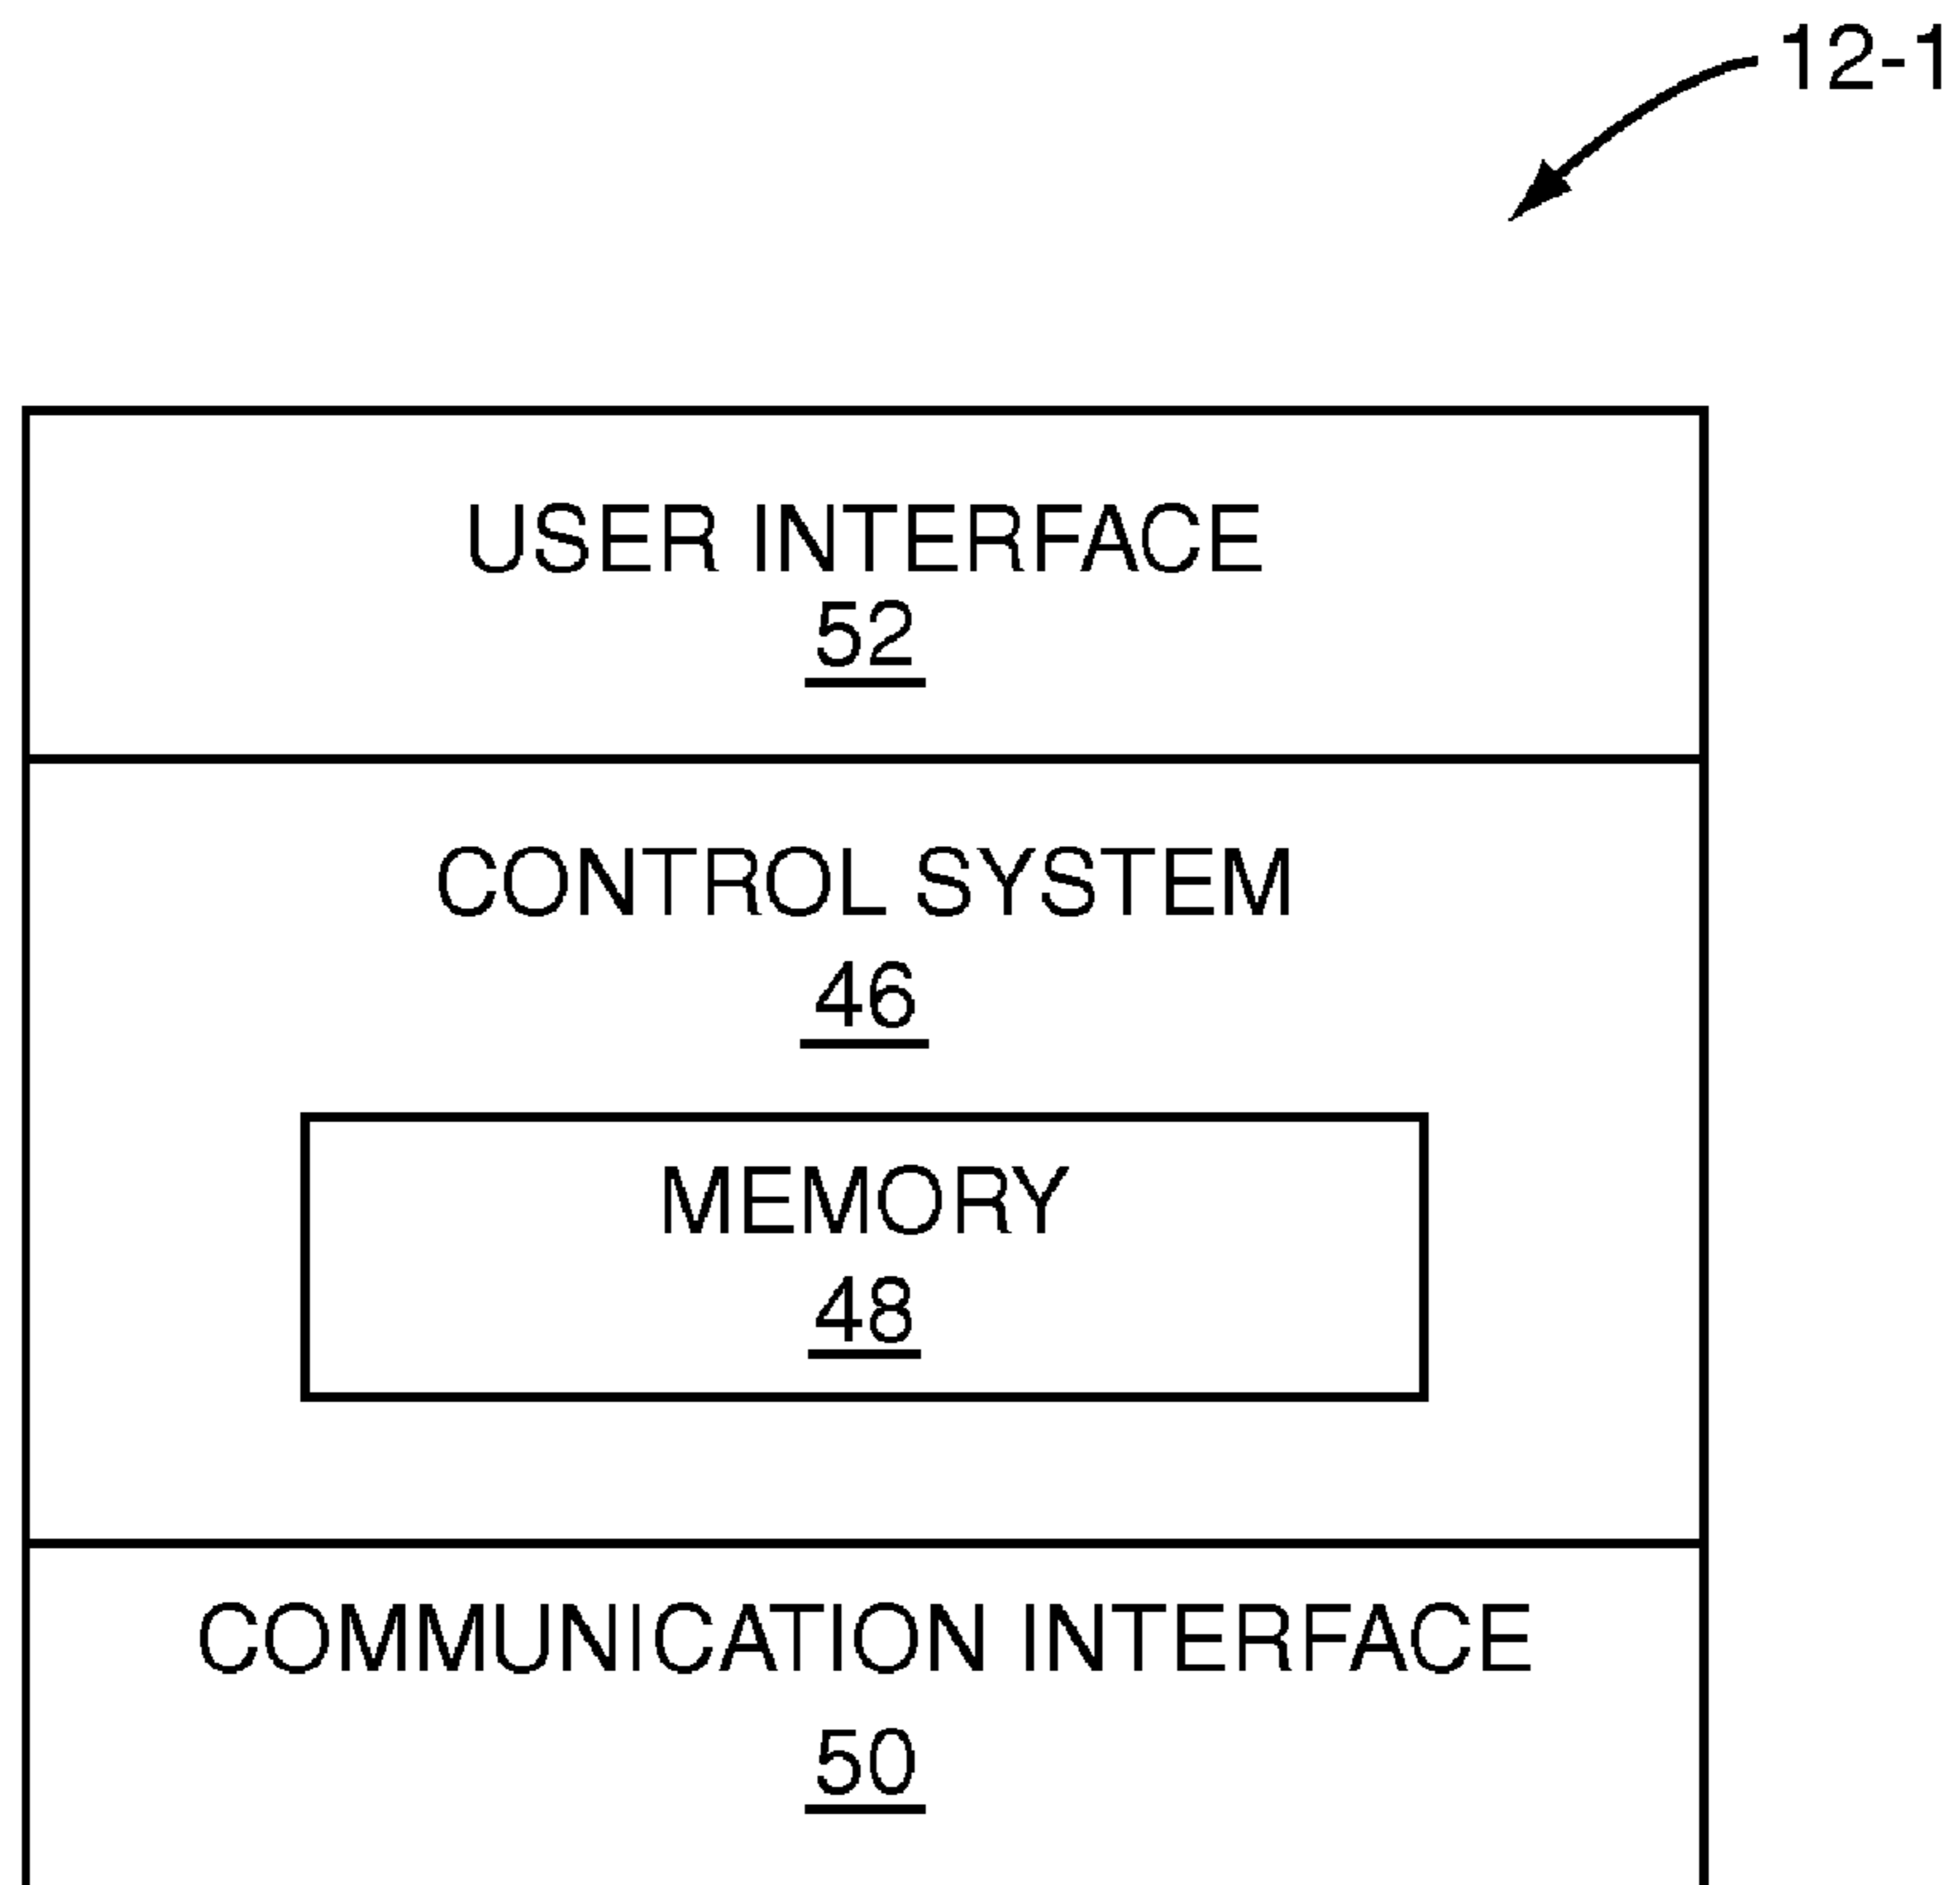 12-1
USER INTERFACE
52
CONTROL SYSTEM
46
MEMORY
48
COMMUNICATION INTERFACE
50